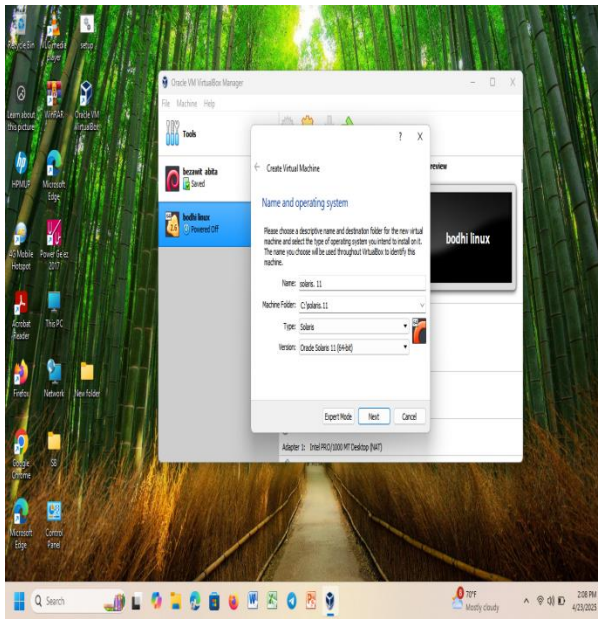 Recycle Bin
VLC media
player
setup
Learn about
this picture
WinRAR
Oracle VM
VirtualBox
Microsoft
Edge
4G Mobile
Hotspot
Power Geez
2017
Acrobat
Reader
This PC
Firefox
Network
New folder
Google
Chrome
Microsoft
Edge
Control
Panel
Oracle VM VirtualBox Manager
File Machine Help
Tools
bezawit abita
Saved
bodhi linux
Powered Off
review
bodhi linux
? X
Create Virtual Machine
Name and operating system
Please choose a descriptive name and destination folder for the new virtual
machine and select the type of operating system you intend to install on it.
The name you choose will be used throughout VirtualBox to identify this
machine.
Name: solaris. 11
Machine Folder: C:\polaris.11
Type: Solaris
Version: Oracle Solaris 11 (64-bit)
Expert Mode Next Cancel
Adapter 1: Intel PRO/1000 MT Desktop (NAT)
Search
70°F
Mostly cloudy
2:08 PM
4/23/2025